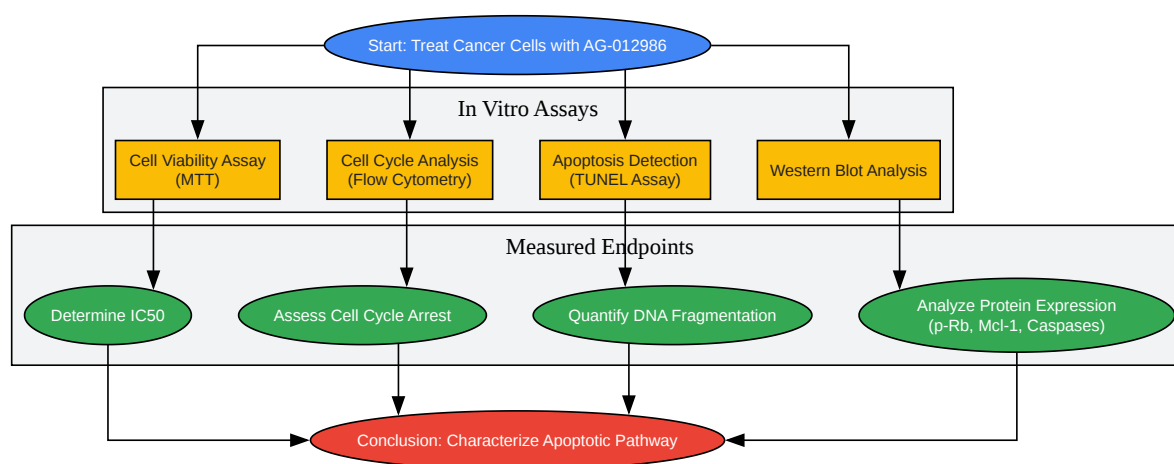 Start: Treat Cancer Cells with AG-012986
In Vitro Assays
Cell Viability Assay
(MTT)
Cell Cycle Analysis
(Flow Cytometry)
Apoptosis Detection
(TUNEL Assay)
Western Blot Analysis
Measured Endpoints
Determine IC50
Assess Cell Cycle Arrest
Quantify DNA Fragmentation
Analyze Protein Expression
(p-Rb, Mcl-1, Caspases)
Conclusion: Characterize Apoptotic Pathway